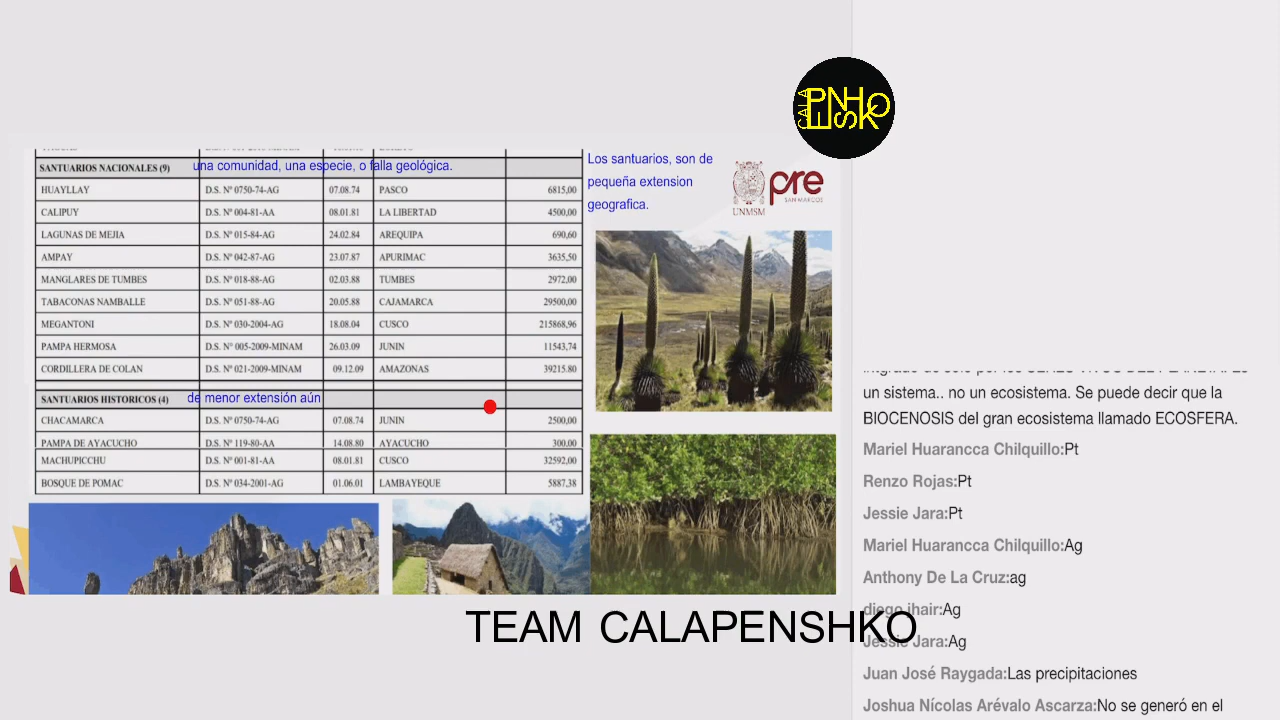 SANTUARIOS NACIONALES (9) una comunidad, una especie, o falla geológica.
HUAYLLAY D.S. Nº 0750-74-AG 07.08.74 PASCO 6815,00
CALIPUY D.S. Nº 004-81-AA 08.01.81 LA LIBERTAD 4500,00
LAGUNAS DE MEJIA D.S. Nº 015-84-AG 24.02.84 AREQUIPA 690,60
AMPAY D.S. Nº 042-87-AG 23.07.87 APURIMAC 3635,50
MANGLARES DE TUMBES D.S. Nº 018-88-AG 02.03.88 TUMBES 2972,00
TABACONAS NAMBALLE D.S. Nº 051-88-AG 20.05.88 CAJAMARCA 29500,00
MEGANTONI D.S. Nº 030-2004-AG 18.08.04 CUSCO 215868,96
PAMPA HERMOSA D.S. Nº 005-2009-MINAM 26.03.09 JUNIN 11543,74
CORDILLERA DE COLAN D.S. Nº 021-2009-MINAM 09.12.09 AMAZONAS 39215.80
SANTUARIOS HISTORICOS (4) de menor extensión aún
CHACAMARCA D.S. Nº 0750-74-AG 07.08.74 JUNIN 2500,00
PAMPA DE AYACUCHO D.S. Nº 119-80-AA 14.08.80 AYACUCHO 300,00
MACHUPICCHU D.S. Nº 001-81-AA 08.01.81 CUSCO 32592,00
BOSQUE DE POMAC D.S. Nº 034-2001-AG 01.06.01 LAMBAYEQUE 5887,38
Los santuarios, son de
pequeña extension
geografica.
UNMSM
pre
SAN MARCOS
CALA
PENSHKO
TEAM CALAPENSHKO
un sistema.. no un ecosistema. Se puede decir que la
BIOCENOSIS del gran ecosistema llamado ECOSFERA.
Mariel Huarancca Chilquillo:Pt
Renzo Rojas:Pt
Jessie Jara:Pt
Mariel Huarancca Chilquillo:Ag
Anthony De La Cruz:ag
diego jhair:Ag
Jessie Jara:Ag
Juan José Raygada:Las precipitaciones
Joshua Nícolas Arévalo Ascarza:No se generó en el